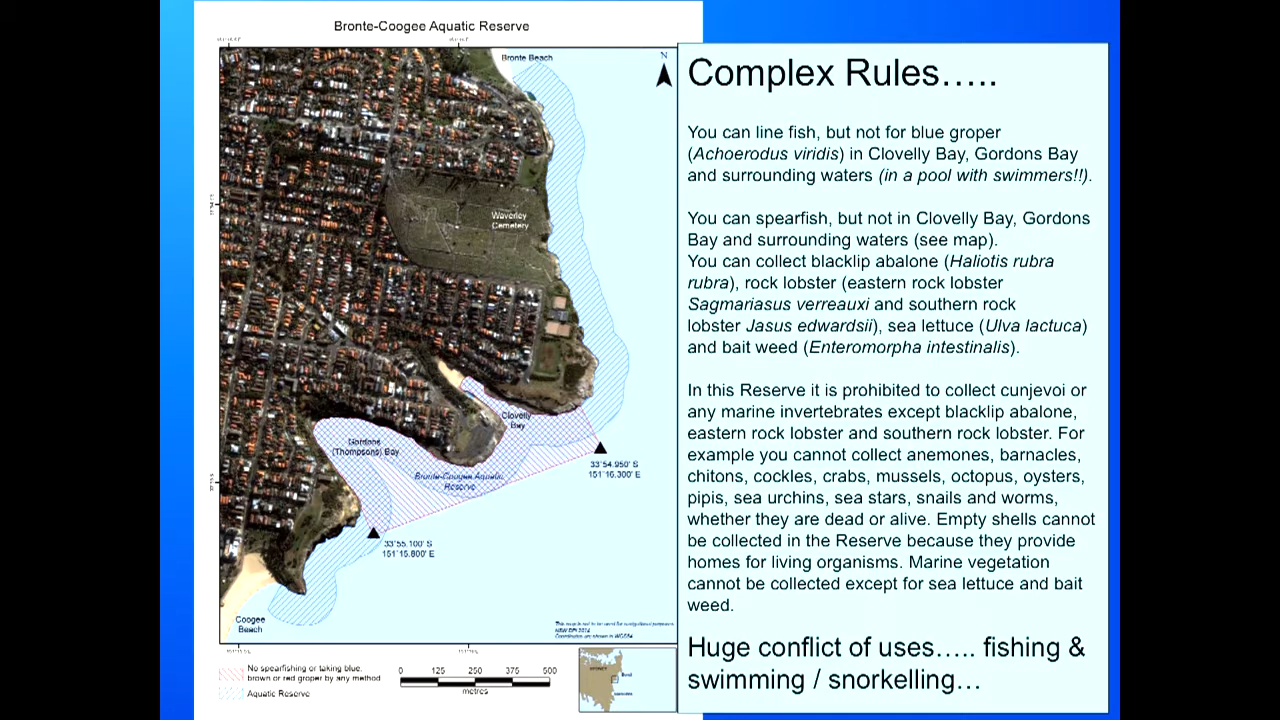 Bronte-Coogee Aquatic Reserve
Bronte Beach
N
Waverley
Cemetery
Clovelly
Bay
Gordons
(Thompsons) Bay
Bronte-Coogee Aquatic
Reserve
33°54.950' S
151°16.300' E
33°55.100' S
151°15.800' E
Coogee
Beach
This map is not to be used for navigational purposes.
No spearfishing or taking blue,
brown or red groper by any method
Aquatic Reserve
0 125 250 375 500
metres
Complex Rules…..
You can line fish, but not for blue groper
(Achoerodus viridis) in Clovelly Bay, Gordons Bay
and surrounding waters (in a pool with swimmers!!).
You can spearfish, but not in Clovelly Bay, Gordons
Bay and surrounding waters (see map).
You can collect blacklip abalone (Haliotis rubra
rubra), rock lobster (eastern rock lobster
Sagmariasus verreauxi and southern rock
lobster Jasus edwardsii), sea lettuce (Ulva lactuca)
and bait weed (Enteromorpha intestinalis).
In this Reserve it is prohibited to collect cunjevoi or
any marine invertebrates except blacklip abalone,
eastern rock lobster and southern rock lobster. For
example you cannot collect anemones, barnacles,
chitons, cockles, crabs, mussels, octopus, oysters,
pipis, sea urchins, sea stars, snails and worms,
whether they are dead or alive. Empty shells cannot
be collected in the Reserve because they provide
homes for living organisms. Marine vegetation
cannot be collected except for sea lettuce and bait
weed.
Huge conflict of uses….. fishing &
swimming / snorkelling…